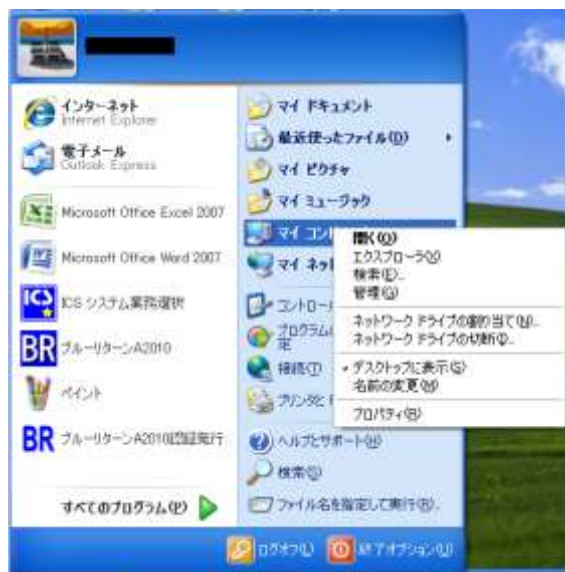 インターネット
Internet Explorer
電子メール
Outlook Express
Microsoft Office Excel 2007
Microsoft Office Word 2007
ICS
ICS システム業務選択
BR
ブルーリターンA2010
ペイント
BR
ブルーリターンA2010認証発行
すべてのプログラム(P)
マイ ドキュメント
最近使ったファイル(D)
マイ ピクチャ
マイ ミュージック
マイ コン
マイ ネッ
コントロー
プログラム
定
接続(T)
プリンタと
ヘルプとサポート(H)
検索(S)
ファイル名を指定して実行(R)...
開く(O)
エクスプローラ(X)
検索(E)...
管理(G)
ネットワーク ドライブの割り当て(N)...
ネットワーク ドライブの切断(I)...
デスクトップに表示(S)
名前の変更(M)
プロパティ(R)
ログオフ(L)
終了オプション(U)